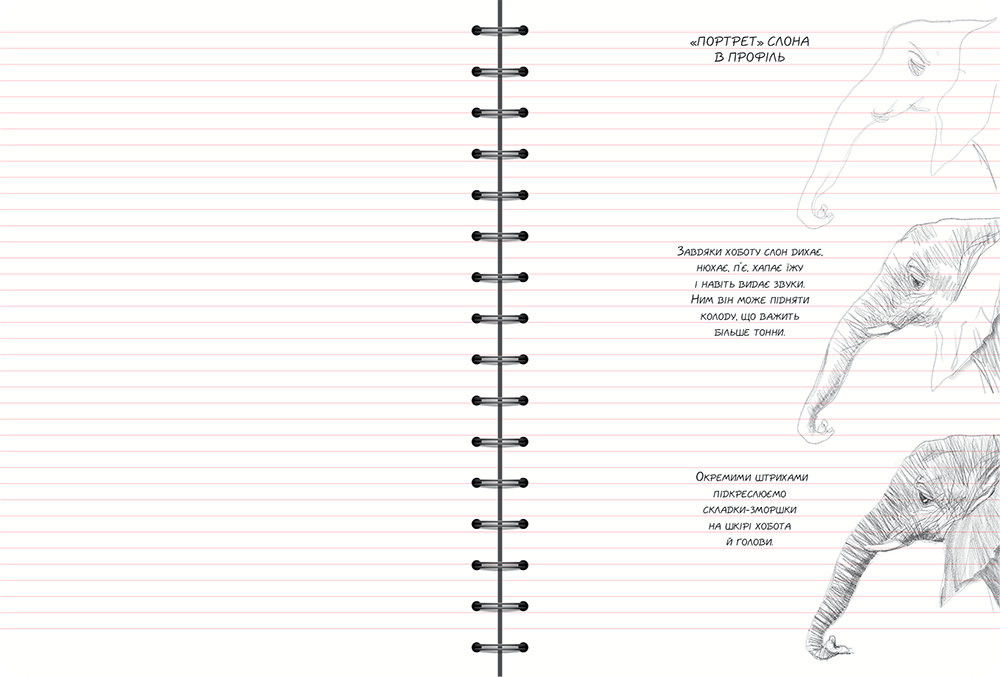 «ПОРТРЕТ» СЛОНА
В ПРОФІЛЬ
Завдяки хоботу слон дихає,
нюхає, п'є, хапає їжу
і навіть видає звуки.
Ним він може підняти
колоду, що важить
більше тонни.
Окремими штрихами
підкреслюємо
складки-зморшки
на шкірі хобота
й голови.